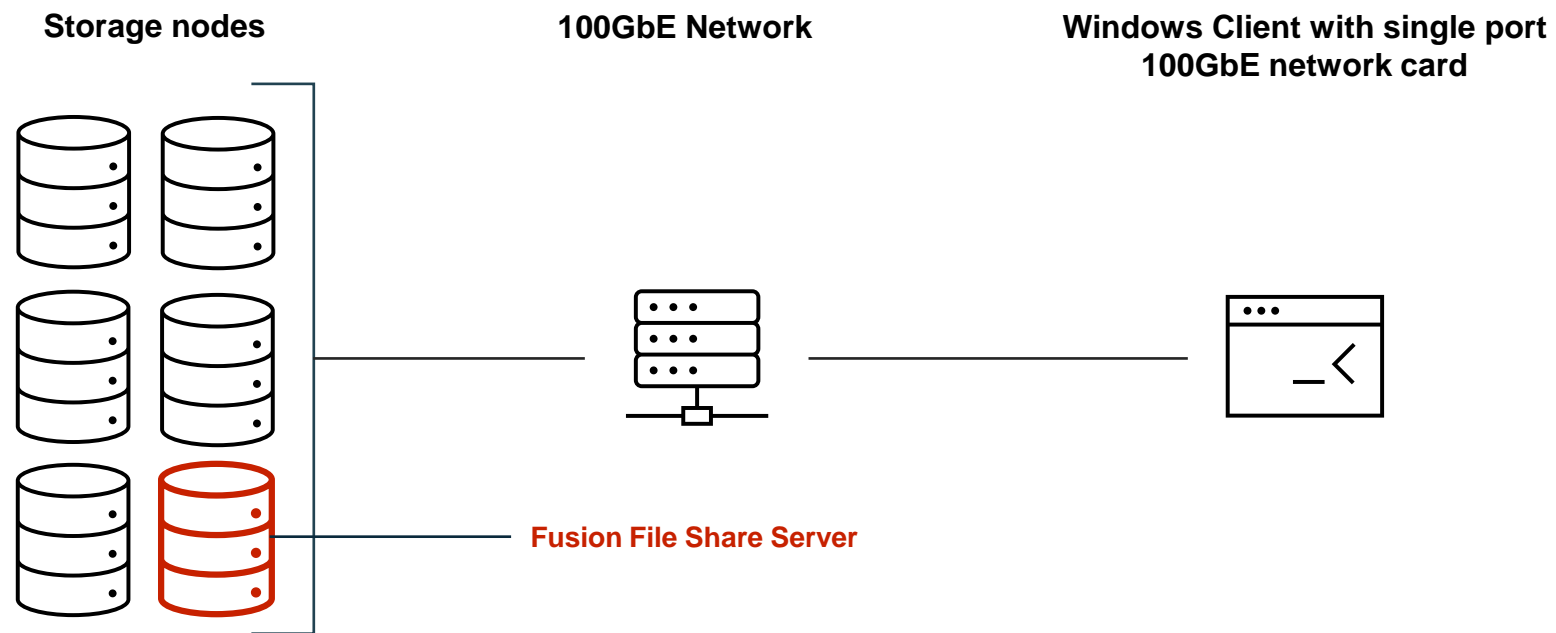 Storage nodes
100GbE Network
Windows Client with single port
100GbE network card
Fusion File Share Server